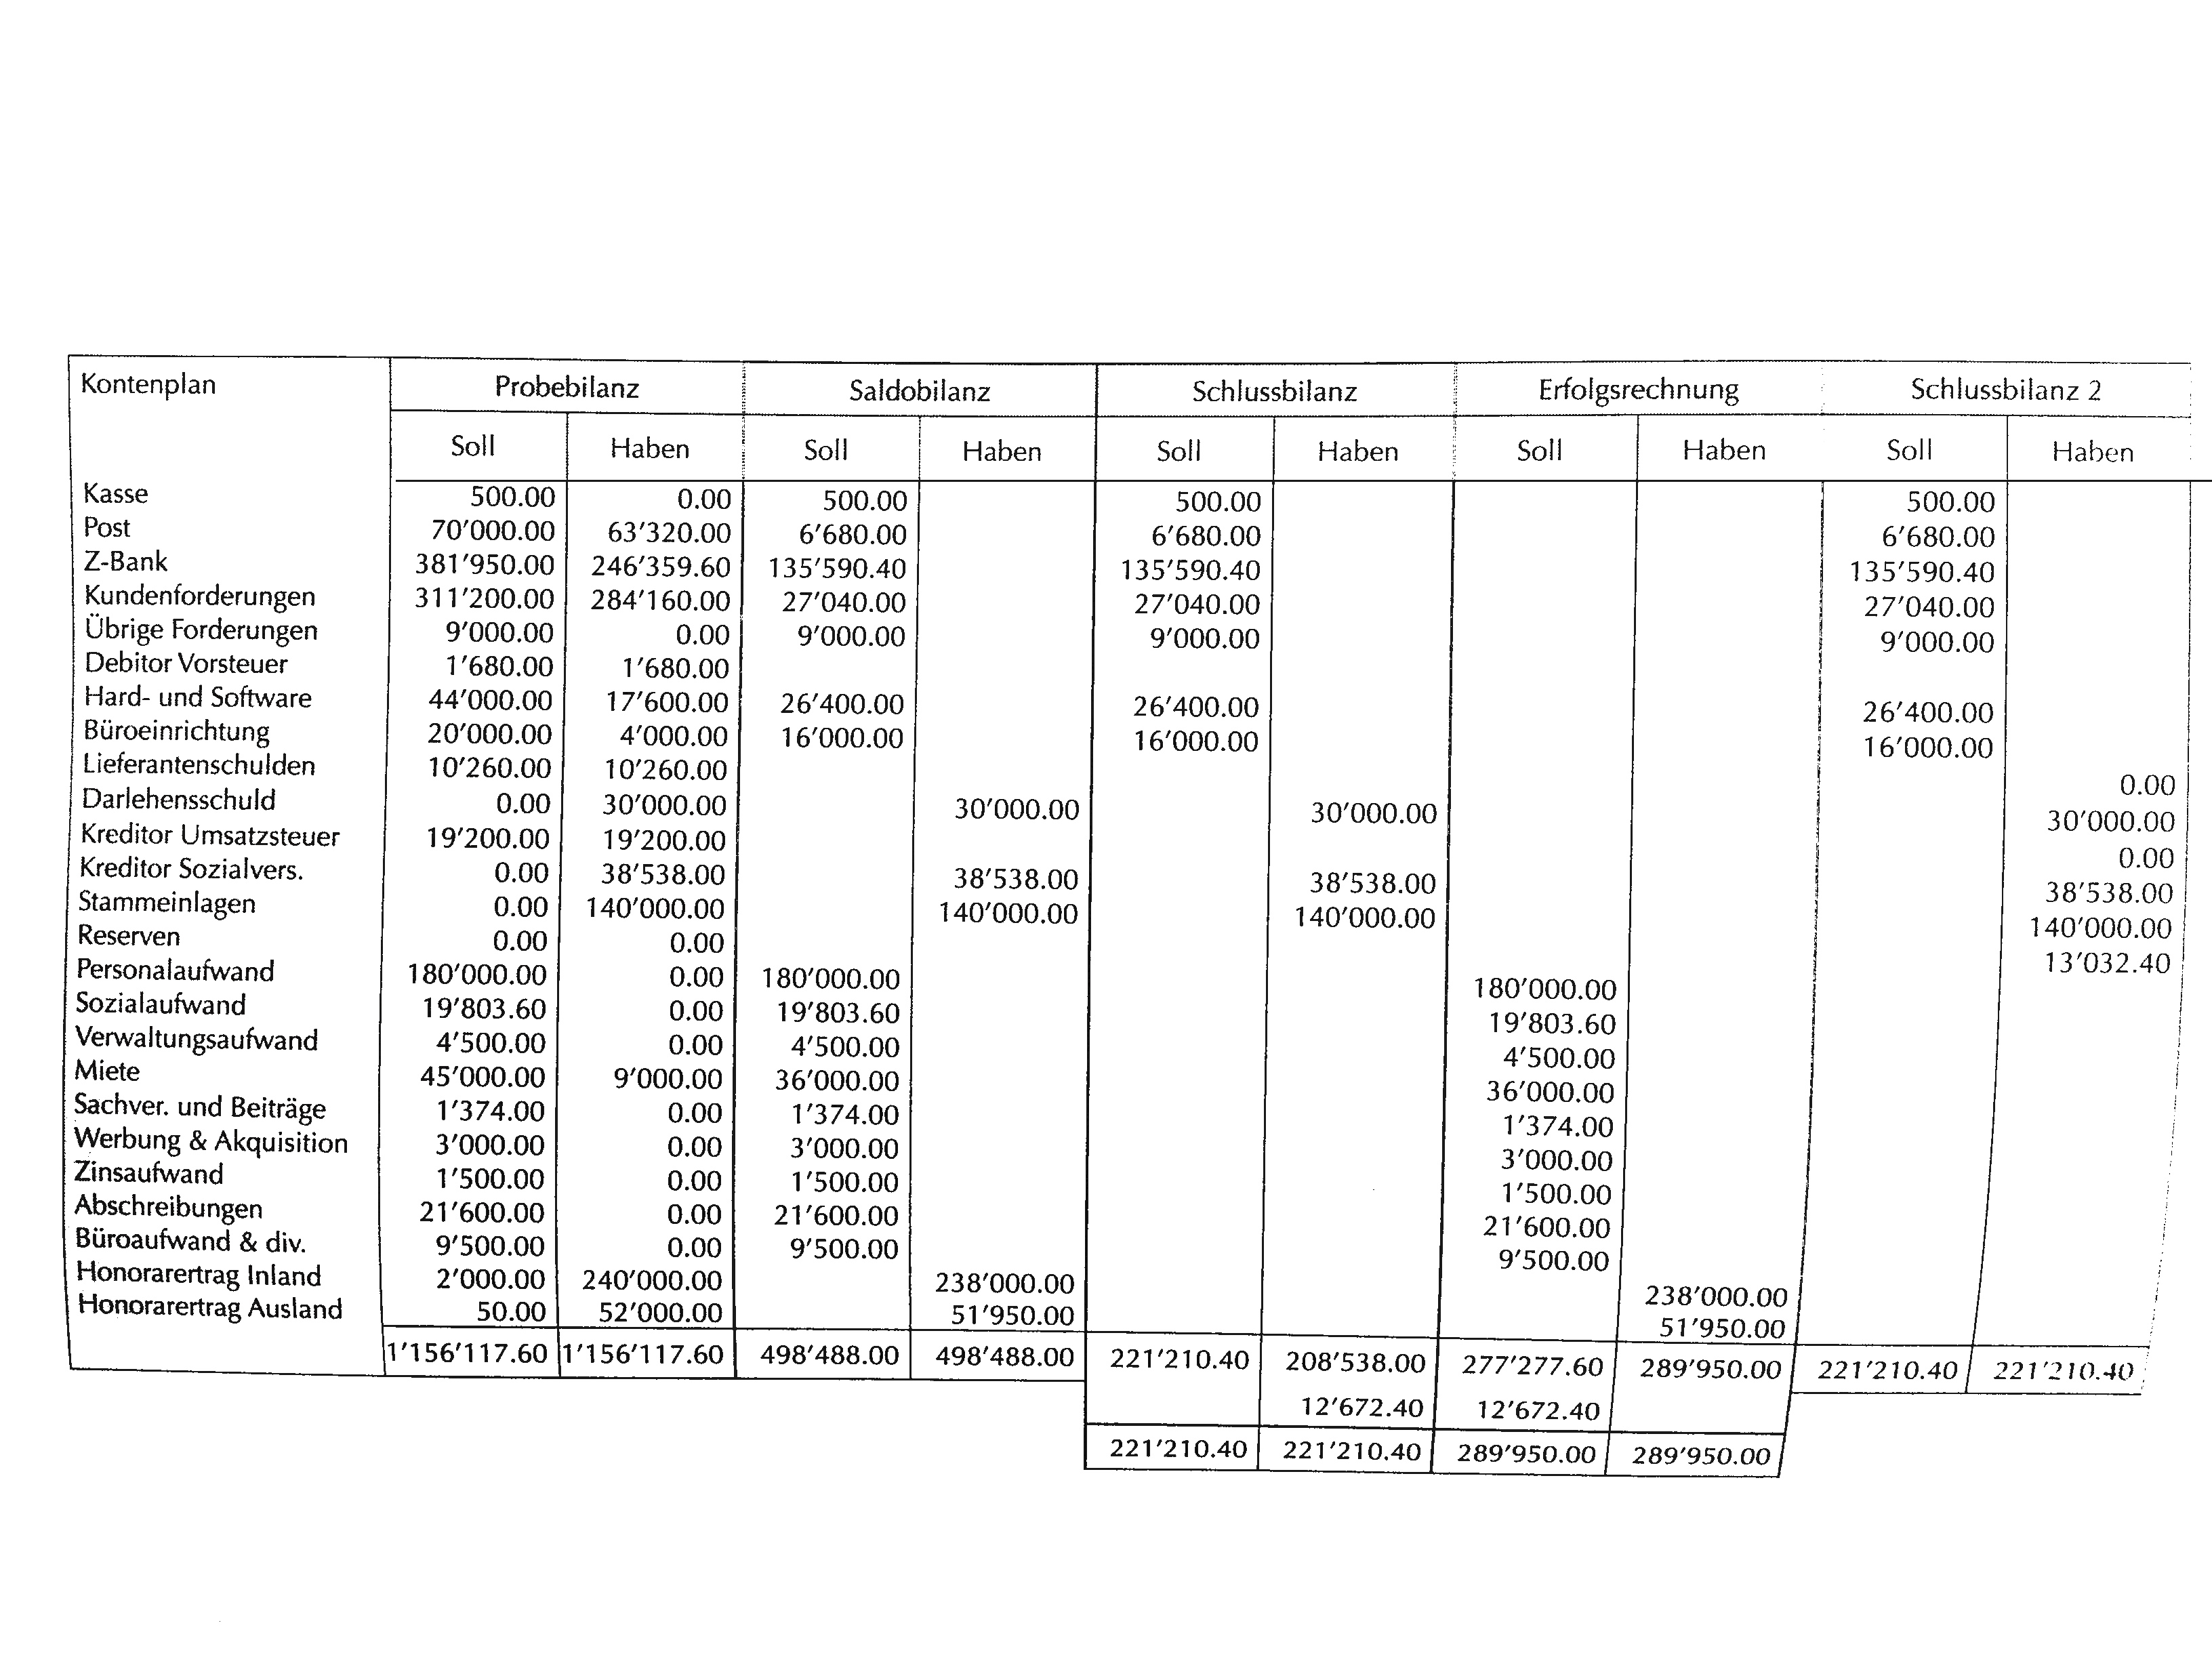 Kontenplan Probebilanz Saldobilanz Schlussbilanz Erfolgsrechnung Schlussbilanz 2
Soll Haben Soll Haben Soll Haben Soll Haben Soll Haben
Kasse 500.00 0.00 500.00 500.00 500.00
Post 70’000.00 63’320.00 6’680.00 6’680.00 6’680.00
Z-Bank 381’950.00 246’359.60 135’590.40 135’590.40 135’590.40
Kundenforderungen 311’200.00 284’160.00 27’040.00 27’040.00 27’040.00
Übrige Forderungen 9’000.00 0.00 9’000.00 9’000.00 9’000.00
Debitor Vorsteuer 1’680.00 1’680.00
Hard- und Software 44’000.00 17’600.00 26’400.00 26’400.00 26’400.00
Büroeinrichtung 20’000.00 4’000.00 16’000.00 16’000.00 16’000.00
Lieferantenschulden 10’260.00 10’260.00 0.00
Darlehensschuld 0.00 30’000.00 30’000.00 30’000.00 30’000.00
Kreditor Umsatzsteuer 19’200.00 19’200.00 0.00
Kreditor Sozialvers. 0.00 38’538.00 38’538.00 38’538.00 38’538.00
Stammeinlagen 0.00 140’000.00 140’000.00 140’000.00 140’000.00
Reserven 0.00 0.00 13’032.40
Personalaufwand 180’000.00 0.00 180’000.00 180’000.00
Sozialaufwand 19’803.60 0.00 19’803.60 19’803.60
Verwaltungsaufwand 4’500.00 0.00 4’500.00 4’500.00
Miete 45’000.00 9’000.00 36’000.00 36’000.00
Sachver. und Beiträge 1’374.00 0.00 1’374.00 1’374.00
Werbung & Akquisition 3’000.00 0.00 3’000.00 3’000.00
Zinsaufwand 1’500.00 0.00 1’500.00 1’500.00
Abschreibungen 21’600.00 0.00 21’600.00 21’600.00
Büroaufwand & div. 9’500.00 0.00 9’500.00 9’500.00
Honorarertrag Inland 2’000.00 240’000.00 238’000.00 238’000.00
Honorarertrag Ausland 50.00 52’000.00 51’950.00 51’950.00
1’156’117.60 1’156’117.60 498’488.00 498’488.00 221’210.40 208’538.00 277’277.60 289’950.00 221’210.40 221’210.40
12’672.40 12’672.40
221’210.40 221’210.40 289’950.00 289’950.00